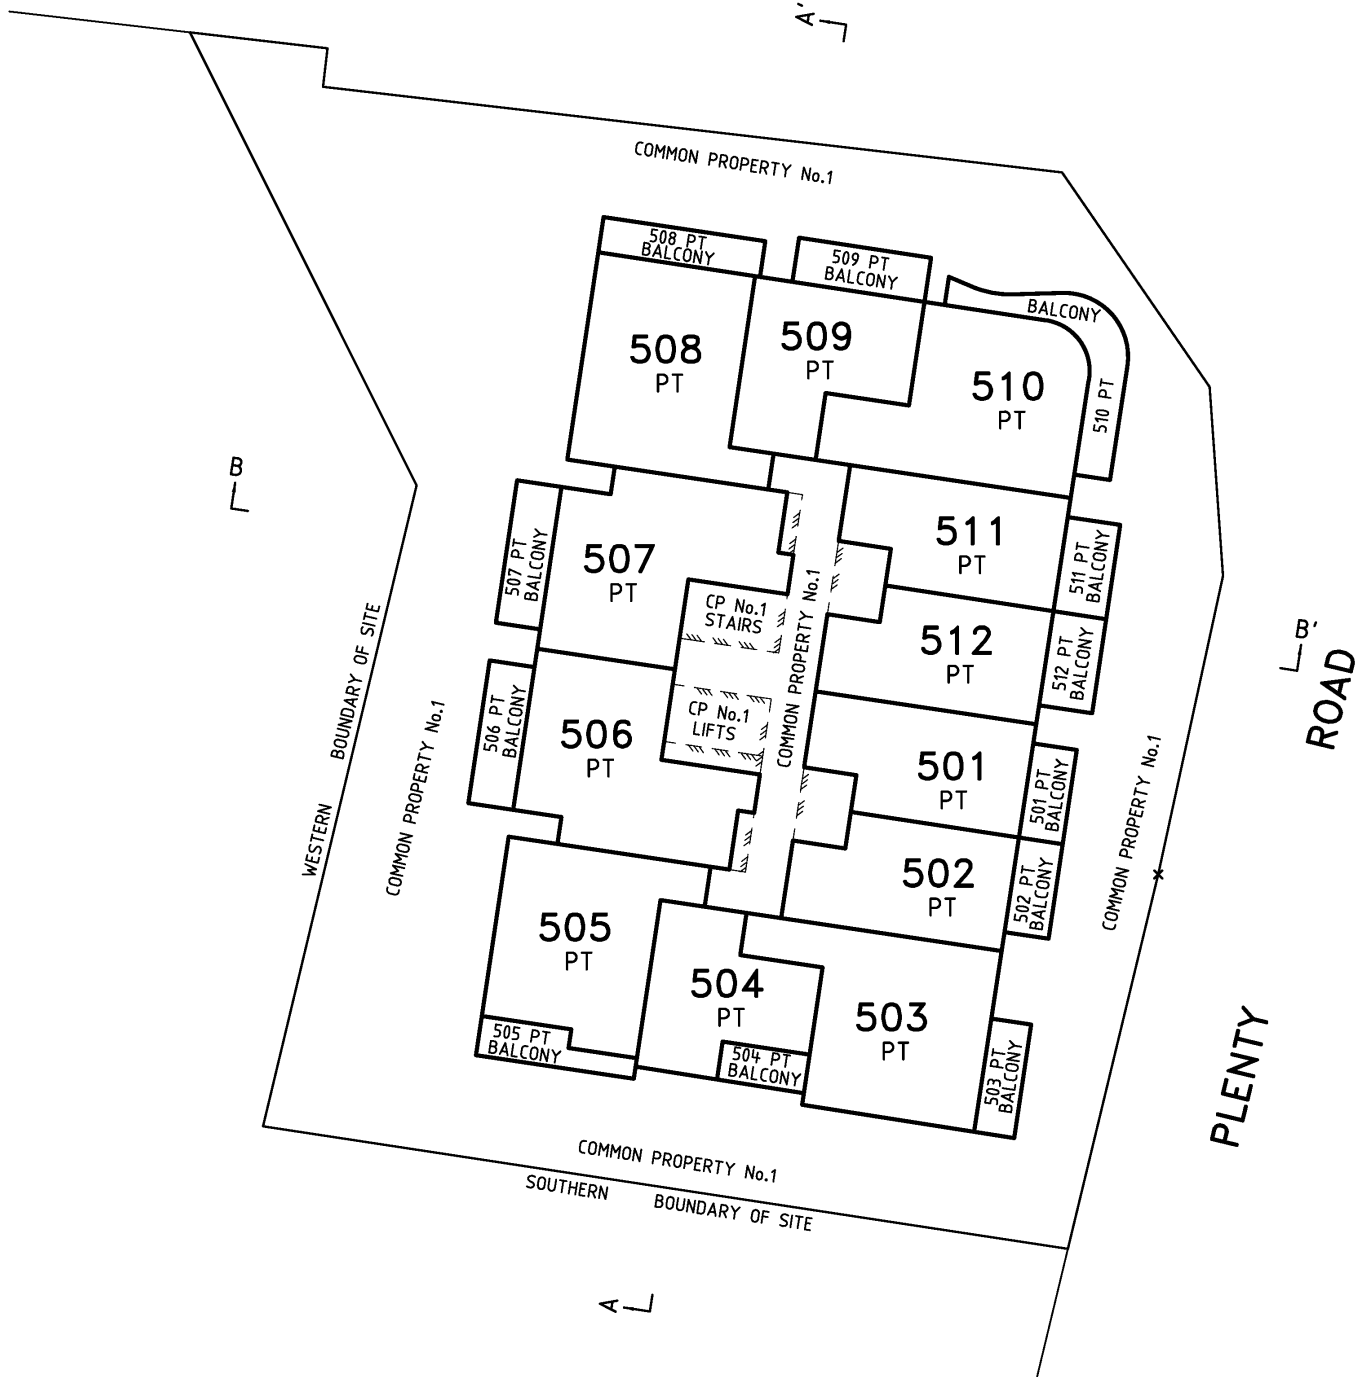 A'
COMMON PROPERTY No.1
508 PT
BALCONY
509 PT
BALCONY
BALCONY
510 PT
508
PT
509
PT
510
PT
B
507 PT
BALCONY
507
PT
511
PT
511 PT
BALCONY
CP No.1
STAIRS
COMMON PROPERTY No.1
512
PT
512 PT
BALCONY
B'
ROAD
WESTERN BOUNDARY OF SITE
COMMON PROPERTY No.1
506 PT
BALCONY
506
PT
CP No.1
LIFTS
501
PT
501 PT
BALCONY
COMMON PROPERTY No.1
502
PT
502 PT
BALCONY
505
PT
505 PT
BALCONY
504
PT
504 PT
BALCONY
503
PT
503 PT
BALCONY
PLENTY
COMMON PROPERTY No.1
SOUTHERN BOUNDARY OF SITE
A